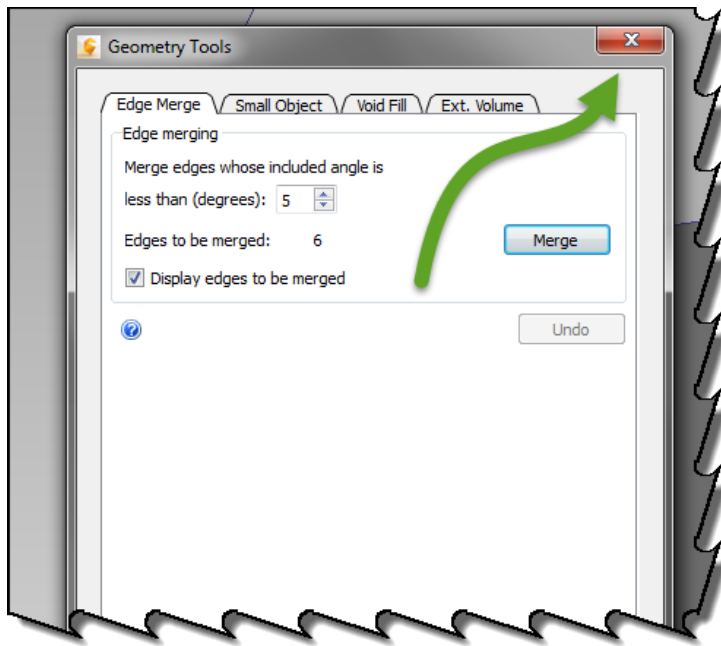 Geometry Tools
Edge Merge Small Object Void Fill Ext. Volume
Edge merging
Merge edges whose included angle is
less than (degrees): 5
Edges to be merged: 6 Merge
Display edges to be merged
Undo